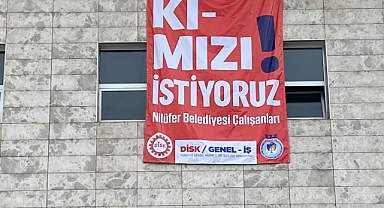 KI-
MIZI!
İSTİYORUZ
Nilüfer Belediyesi Çalışanları
DİSK / GENEL - İŞ